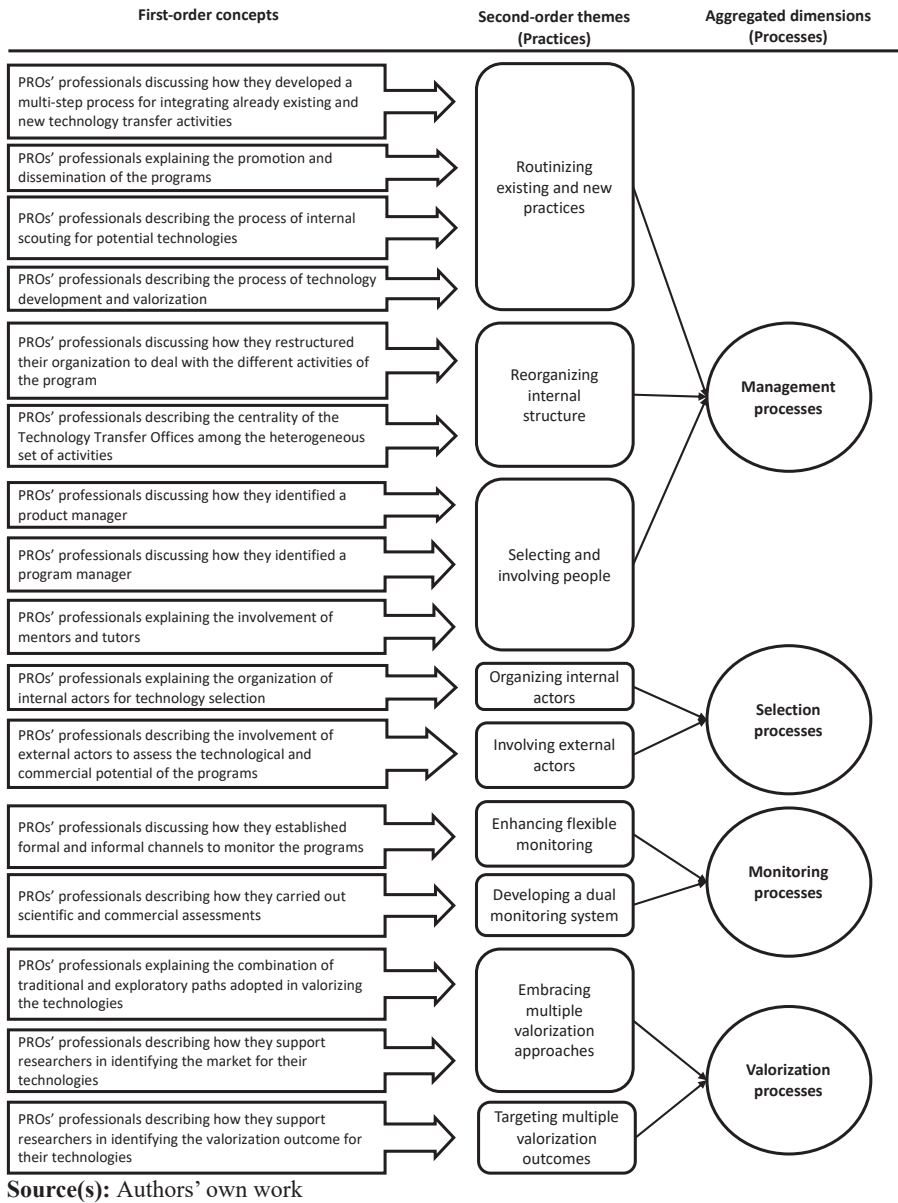 First-order concepts
Second-order themes
(Practices)
Aggregated dimensions
(Processes)
PROs' professionals discussing how they developed a
multi-step process for integrating already existing and
new technology transfer activities
PROs' professionals explaining the promotion and
dissemination of the programs
PROs' professionals describing the process of internal
scouting for potential technologies
PROs' professionals describing the process of technology
development and valorization
Routinizing
existing and new
practices
PROs' professionals discussing how they restructured
their organization to deal with the different activities of
the program
PROs' professionals describing the centrality of the
Technology Transfer Offices among the heterogeneous
set of activities
Reorganizing
internal
structure
PROs' professionals discussing how they identified a
product manager
PROs' professionals discussing how they identified a
program manager
PROs' professionals explaining the involvement of
mentors and tutors
Selecting and
involving people
Management
processes
PROs' professionals explaining the organization of
internal actors for technology selection
Organizing internal
actors
PROs' professionals describing the involvement of
external actors to assess the technological and
commercial potential of the programs
Involving external
actors
Selection
processes
PROs' professionals discussing how they established
formal and informal channels to monitor the programs
Enhancing flexible
monitoring
PROs' professionals describing how they carried out
scientific and commercial assessments
Developing a dual
monitoring system
Monitoring
processes
PROs' professionals explaining the combination of
traditional and exploratory paths adopted in valorizing
the technologies
PROs' professionals describing how they support
researchers in identifying the market for their
technologies
Embracing
multiple
valorization
approaches
PROs' professionals describing how they support
researchers in identifying the valorization outcome for
their technologies
Targeting multiple
valorization
outcomes
Valorization
processes
Source(s): Authors' own work